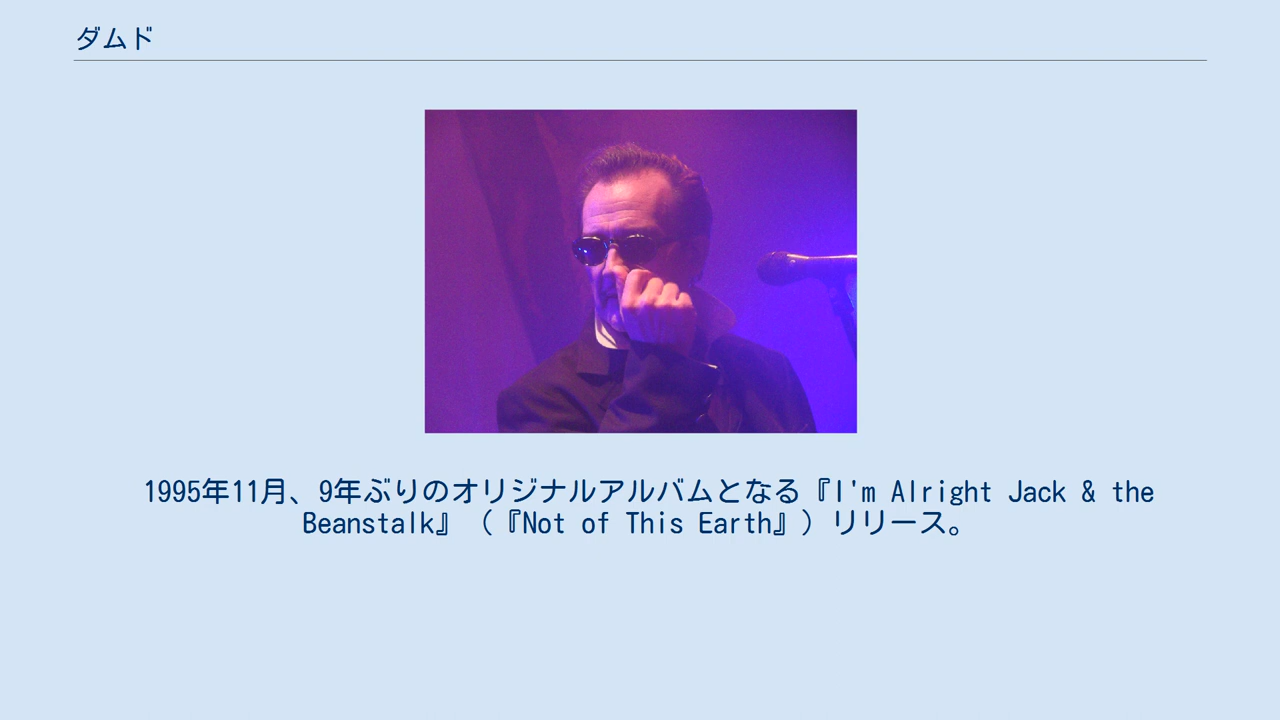 ダムド
1995年11月、9年ぶりのオリジナルアルバムとなる『I'm Alright Jack & the
Beanstalk』（『Not of This Earth』）リリース。